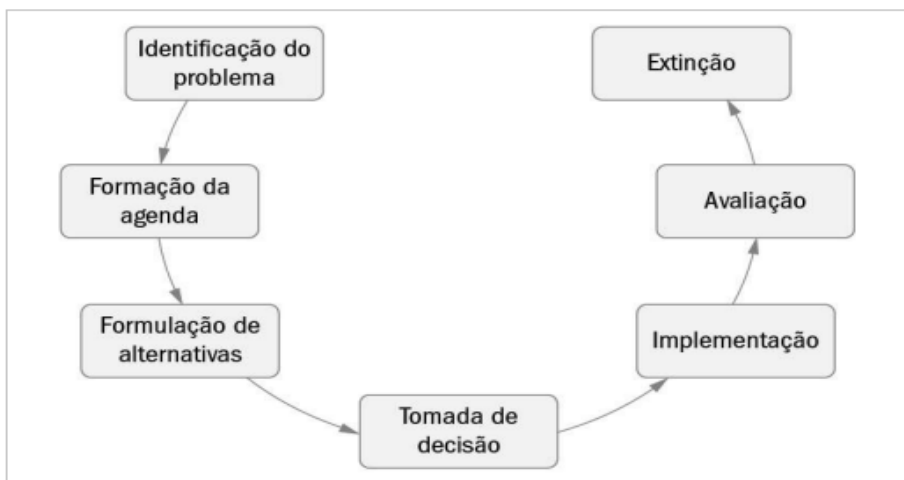 Identificação do
problema
Formação da
agenda
Formulação de
alternativas
Tomada de
decisão
Implementação
Avaliação
Extinção